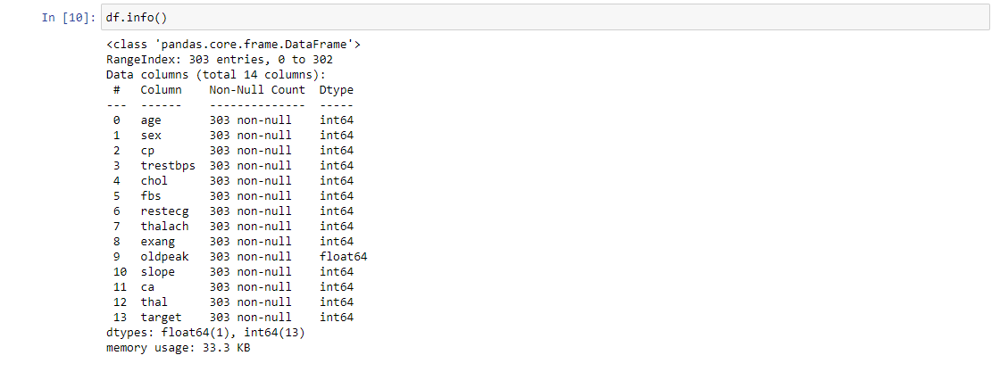 In [10]: df.info()
<class 'pandas.core.frame.DataFrame'>
RangeIndex: 303 entries, 0 to 302
Data columns (total 14 columns):
 #   Column    Non-Null Count  Dtype
---  ------    --------------  -----
 0   age       303 non-null    int64
 1   sex       303 non-null    int64
 2   cp        303 non-null    int64
 3   trestbps  303 non-null    int64
 4   chol      303 non-null    int64
 5   fbs       303 non-null    int64
 6   restecg   303 non-null    int64
 7   thalach   303 non-null    int64
 8   exang     303 non-null    int64
 9   oldpeak   303 non-null    float64
 10  slope     303 non-null    int64
 11  ca        303 non-null    int64
 12  thal      303 non-null    int64
 13  target    303 non-null    int64
dtypes: float64(1), int64(13)
memory usage: 33.3 KB